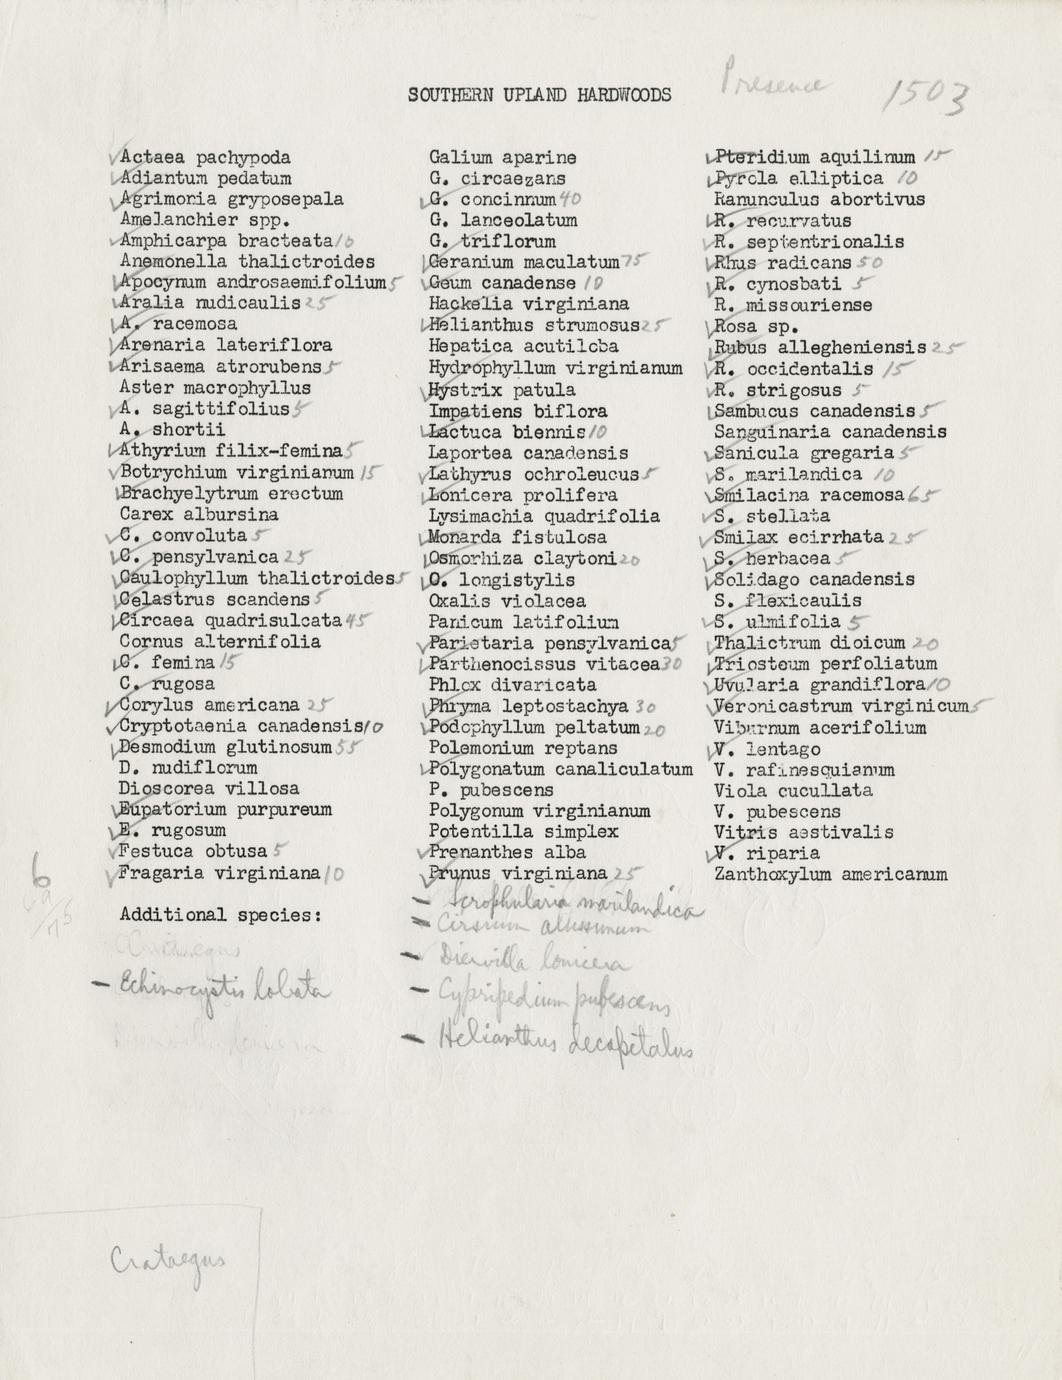 Presence 1503
SOUTHERN UPLAND HARDWOODS
✓Actaea pachypoda
✓Adiantum pedatum
✓Agrimonia gryposepala
Amelanchier spp.
✓Amphicarpa bracteata 10
Anemonella thalictroides
✓Apocynum androsaemifolium 5
✓Aralia nudicaulis 25
✓A. racemosa
✓Arenaria lateriflora
✓Arisaema atrorubens 5
Aster macrophyllus
✓A. sagittifolius 5
A. shortii
✓Athyrium filix-femina 5
✓Botrychium virginianum 15
✓Brachyelytrum erectum
Carex albursina
✓C. convoluta 5
✓C. pensylvanica 25
✓Caulophyllum thalictroides 5
✓Celastrus scandens 5
✓Circaea quadrisulcata 45
Cornus alternifolia
✓C. femina 15
C. rugosa
✓Corylus americana 25
✓Cryptotaenia canadensis 10
✓Desmodium glutinosum 55
D. nudiflorum
Dioscorea villosa
✓Eupatorium purpureum
✓E. rugosum
✓Festuca obtusa 5
✓Fragaria virginiana 10
Galium aparine
G. circaezans
✓G. concinnum 40
G. lanceolatum
G. triflorum
✓Geranium maculatum 75
✓Geum canadense 10
Hackelia virginiana
✓Helianthus strumosus 25
Hepatica acutiloba
Hydrophyllum virginianum
✓Hystrix patula
Impatiens biflora
✓Lactuca biennis 10
Laportea canadensis
✓Lathyrus ochroleucus 5
✓Lonicera prolifera
Lysimachia quadrifolia
✓Monarda fistulosa
✓Osmorhiza claytoni 20
✓O. longistylis
Oxalis violacea
Panicum latifolium
✓Parietaria pensylvanica 5
✓Parthenocissus vitacea 30
Phlox divaricata
✓Phryma leptostachya 30
✓Podophyllum peltatum 20
Polemonium reptans
✓Polygonatum canaliculatum
P. pubescens
Polygonum virginianum
Potentilla simplex
✓Prenanthes alba
✓Prunus virginiana 25
✓Pteridium aquilinum 15
✓Pyrola elliptica 10
Ranunculus abortivus
✓R. recurvatus
✓R. septentrionalis
✓Rhus radicans 50
✓R. cynosbati 5
R. missouriense
✓Rosa sp.
✓Rubus allegheniensis 25
✓R. occidentalis 15
✓R. strigosus 5
✓Sambucus canadensis 5
Sanguinaria canadensis
✓Sanicula gregaria 5
✓S. marilandica 10
✓Smilacina racemosa 65
✓S. stellata
✓Smilax ecirrhata 25
✓S. herbacea 5
✓Solidago canadensis
S. flexicaulis
✓S. ulmifolia 5
✓Thalictrum dioicum 20
✓Triosteum perfoliatum
✓Uvularia grandiflora 10
✓Veronicastrum virginicum 5
Viburnum acerifolium
✓V. lentago
V. rafinesquianum
Viola cucullata
V. pubescens
Vitris aestivalis
✓V. riparia
Zanthoxylum americanum
6
Additional species:
- Echinocystis lobata
- Scrophularia marilandica
- Cirsium altissimum
- Diervilla lonicera
- Cypripedium pubescens
- Helianthus decapetalus
Crataegus